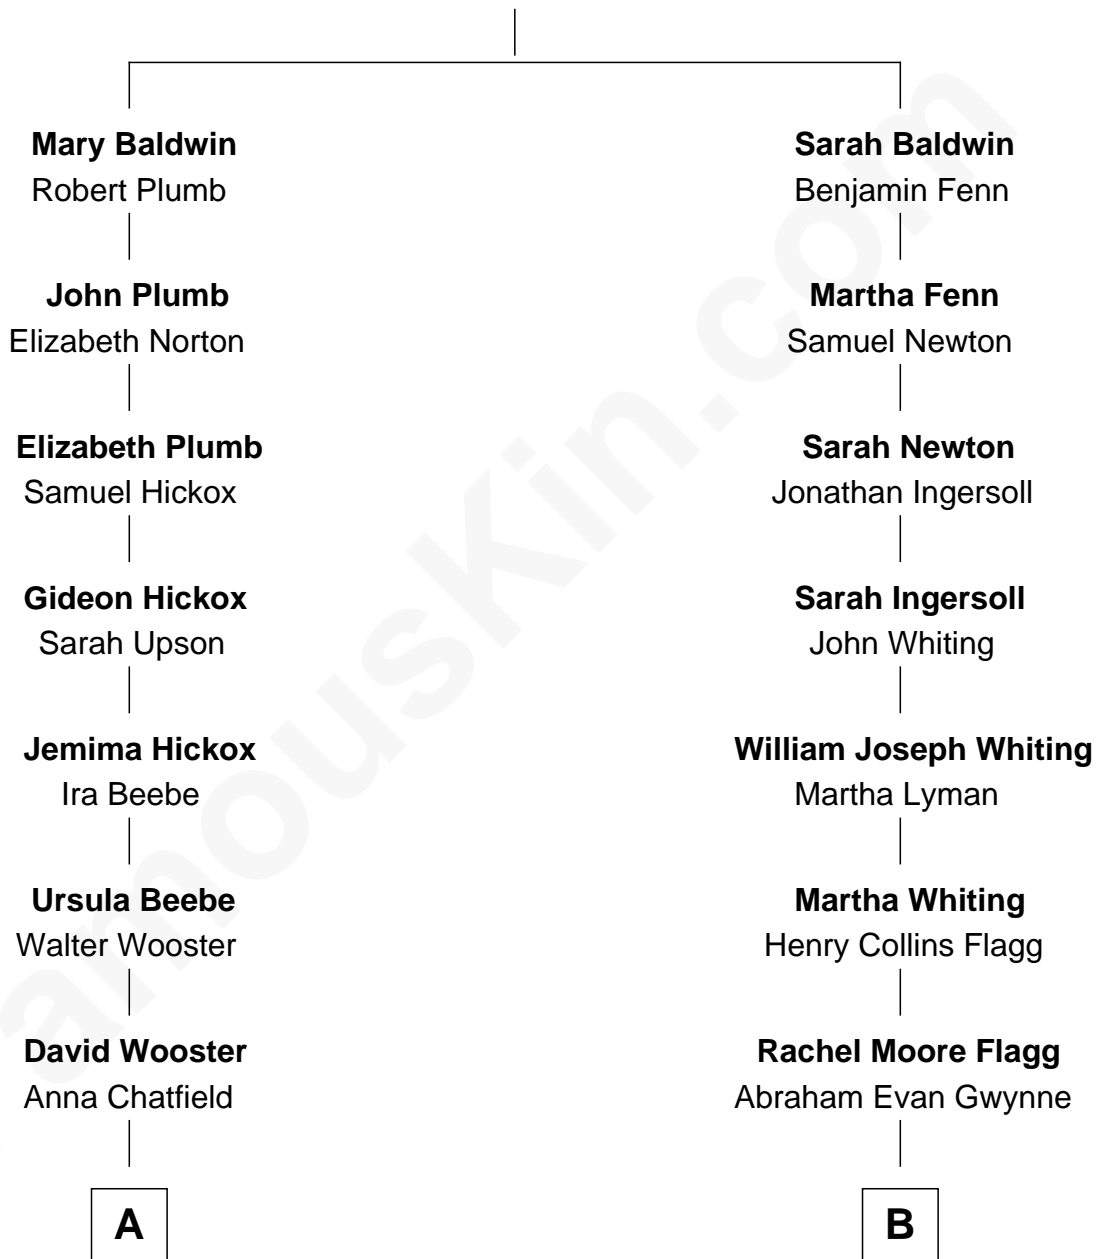 Mary Baldwin
Robert Plumb
John Plumb
Elizabeth Norton
Elizabeth Plumb
Samuel Hickox
Gideon Hickox
Sarah Upson
Jemima Hickox
Ira Beebe
Ursula Beebe
Walter Wooster
David Wooster
Anna Chatfield
A
Sarah Baldwin
Benjamin Fenn
Martha Fenn
Samuel Newton
Sarah Newton
Jonathan Ingersoll
Sarah Ingersoll
John Whiting
William Joseph Whiting
Martha Lyman
Martha Whiting
Henry Collins Flagg
Rachel Moore Flagg
Abraham Evan Gwynne
B
amousKin.com